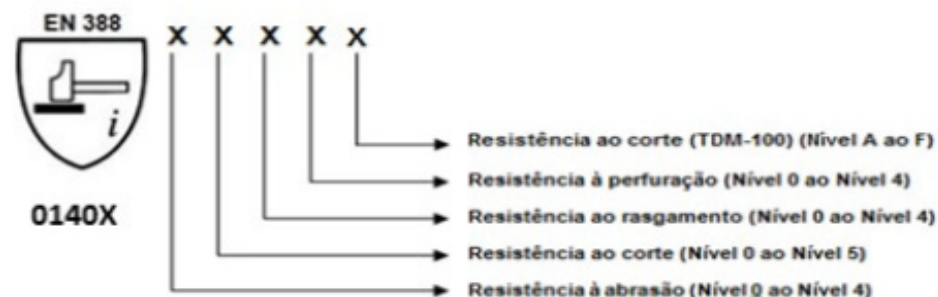 EN 388
X X X X X
i
Resistência ao corte (TDM-100) (Nível A ao F)
Resistência à perfuração (Nível 0 ao Nível 4)
0140X
Resistência ao rasgamento (Nível 0 ao Nível 4)
Resistência ao corte (Nível 0 ao Nível 5)
Resistência à abrasão (Nível 0 ao Nível 4)